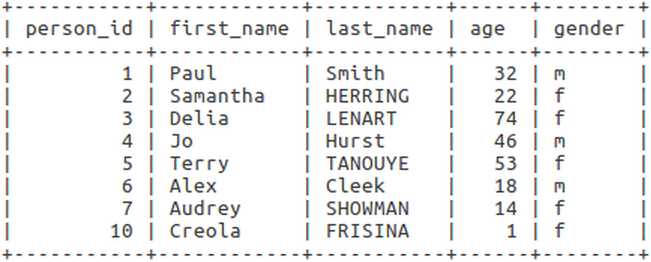 +-----------+------------+-----------+------+--------+
| person_id | first_name | last_name | age  | gender |
+-----------+------------+-----------+------+--------+
|         1 | Paul       | Smith     |   32 | m      |
|         2 | Samantha   | HERRING   |   22 | f      |
|         3 | Delia      | LENART    |   74 | f      |
|         4 | Jo         | Hurst     |   46 | m      |
|         5 | Terry      | TANOUYE   |   53 | f      |
|         6 | Alex       | Cleek     |   18 | m      |
|         7 | Audrey     | SHOWMAN   |   14 | f      |
|        10 | Creola     | FRISINA   |    1 | f      |
+-----------+------------+-----------+------+--------+